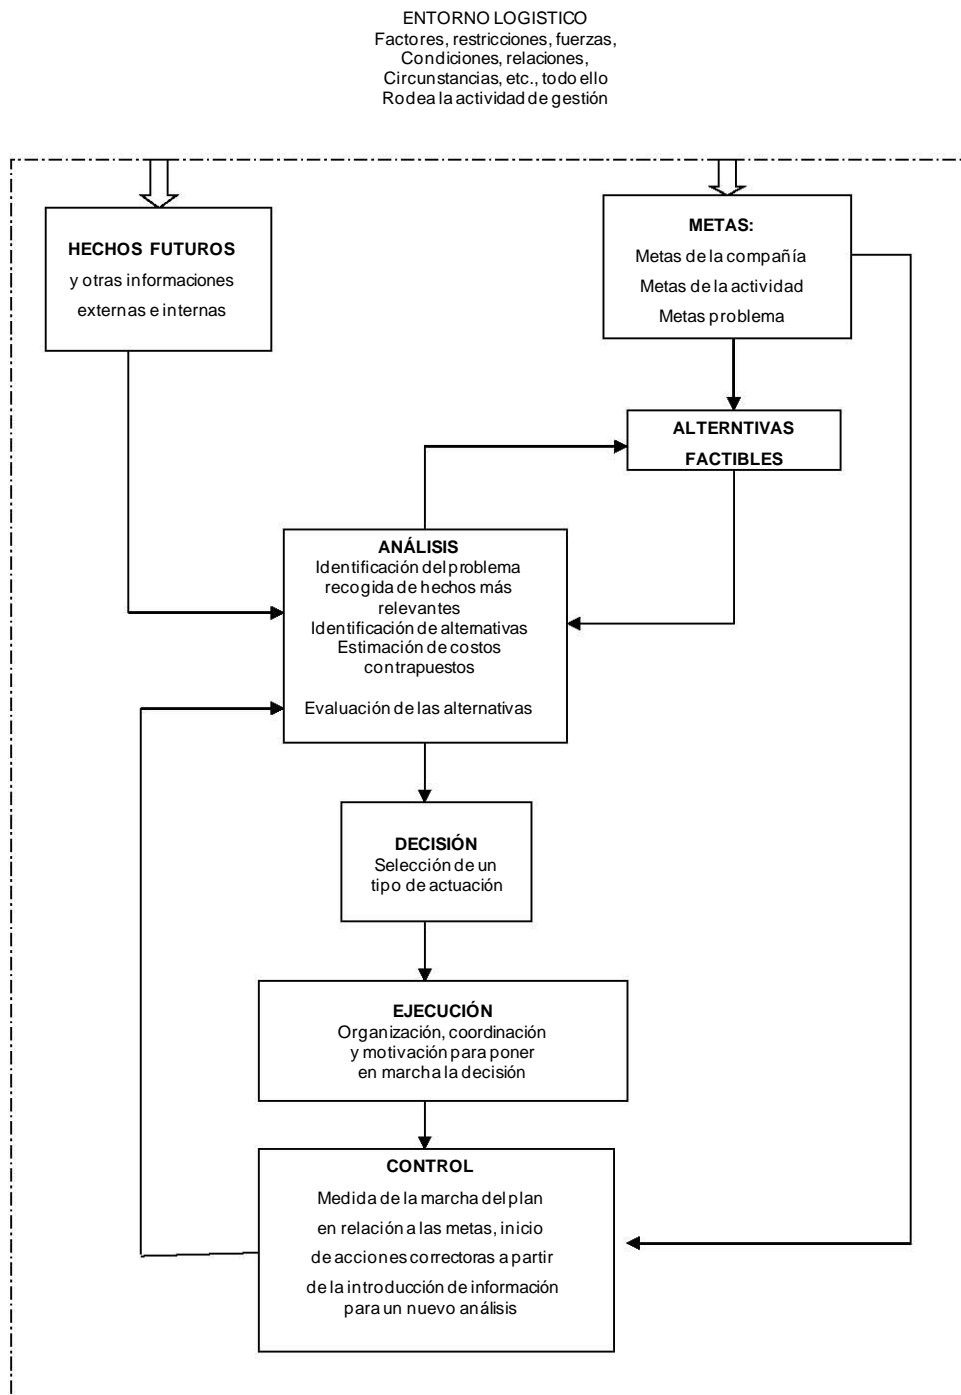 ENTORNO LOGISTICO
Factores, restricciones, fuerzas,
Condiciones, relaciones,
Circunstancias, etc., todo ello
Rodea la actividad de gestión
HECHOS FUTUROS
y otras informaciones
externas e internas
METAS:
Metas de la compañía
Metas de la actividad
Metas problema
ALTERNTIVAS
FACTIBLES
ANÁLISIS
Identificación del problema
recogida de hechos más
relevantes
Identificación de alternativas
Estimación de costos
contrapuestos
Evaluación de las alternativas
DECISIÓN
Selección de un
tipo de actuación
EJECUCIÓN
Organización, coordinación
y motivación para poner
en marcha la decisión
CONTROL
Medida de la marcha del plan
en relación a las metas, inicio
de acciones correctoras a partir
de la introducción de información
para un nuevo análisis